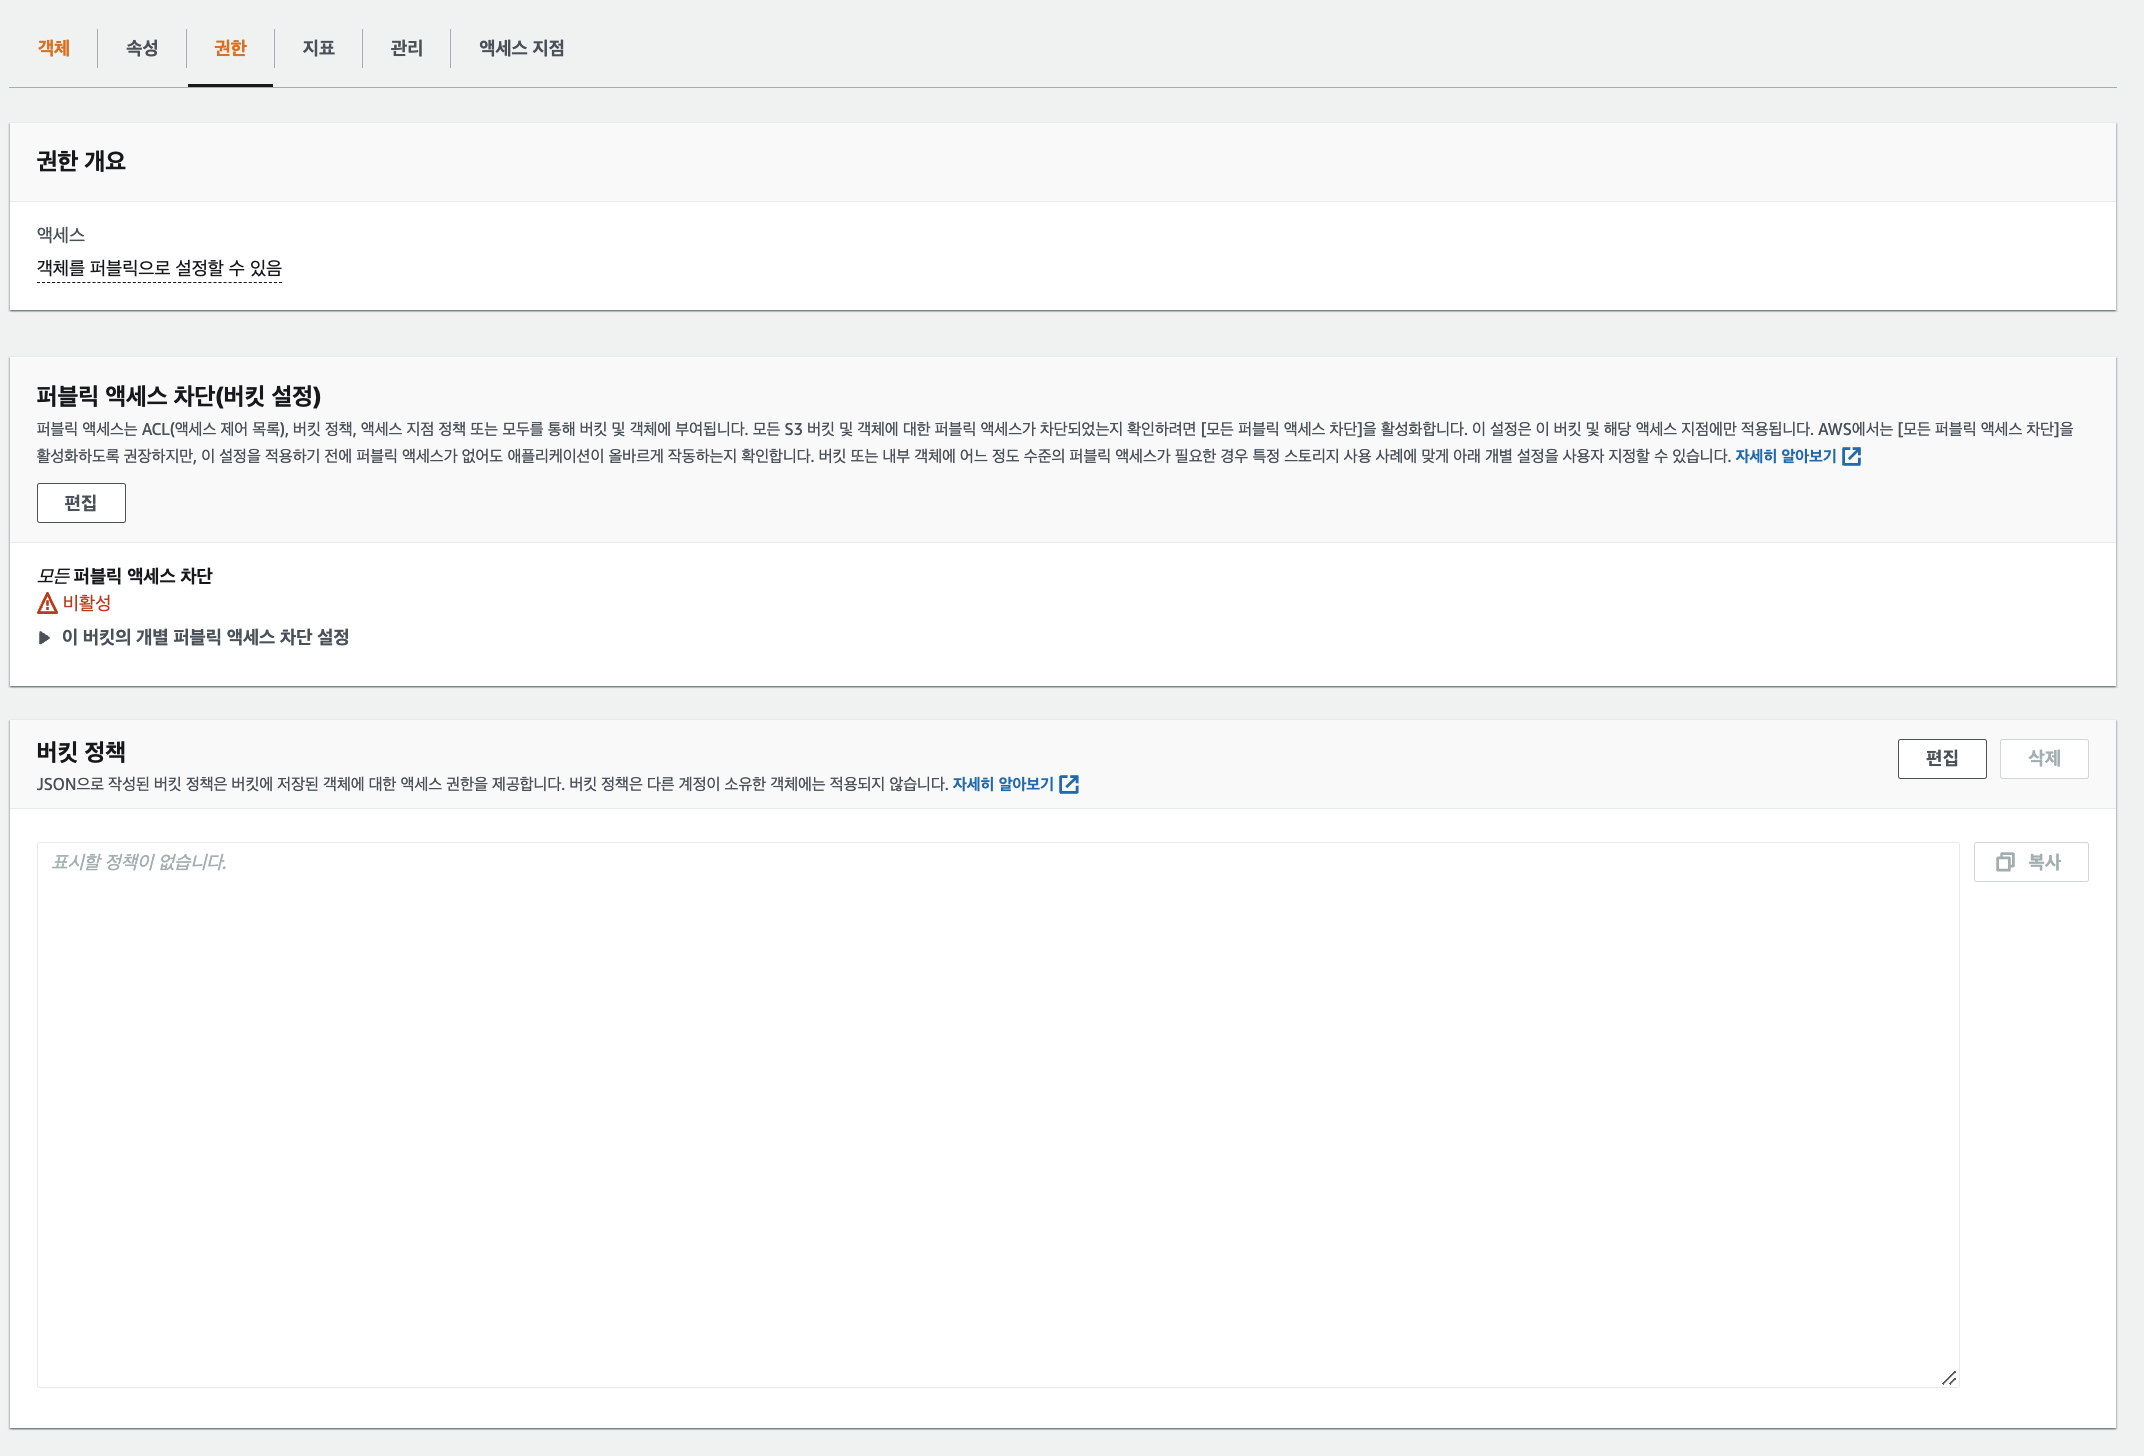 객체 속성 권한 지표 관리 액세스 지점
권한 개요
액세스
객체를 퍼블릭으로 설정할 수 있음
퍼블릭 액세스 차단(버킷 설정)
퍼블릭 액세스는 ACL(액세스 제어 목록), 버킷 정책, 액세스 지점 정책 또는 모두를 통해 버킷 및 객체에 부여됩니다. 모든 S3 버킷 및 객체에 대한 퍼블릭 액세스가 차단되었는지 확인하려면 [모든 퍼블릭 액세스 차단]을 활성화합니다. 이 설정은 이 버킷 및 해당 액세스 지점에만 적용됩니다. AWS에서는 [모든 퍼블릭 액세스 차단]을
활성화하도록 권장하지만, 이 설정을 적용하기 전에 퍼블릭 액세스가 없어도 애플리케이션이 올바르게 작동하는지 확인합니다. 버킷 또는 내부 객체에 어느 정도 수준의 퍼블릭 액세스가 필요한 경우 특정 스토리지 사용 사례에 맞게 아래 개별 설정을 사용자 지정할 수 있습니다. 자세히 알아보기
편집
모든 퍼블릭 액세스 차단
비활성
이 버킷의 개별 퍼블릭 액세스 차단 설정
버킷 정책
편집 삭제
JSON으로 작성된 버킷 정책은 버킷에 저장된 객체에 대한 액세스 권한을 제공합니다. 버킷 정책은 다른 계정이 소유한 객체에는 적용되지 않습니다. 자세히 알아보기
표시할 정책이 없습니다.
복사